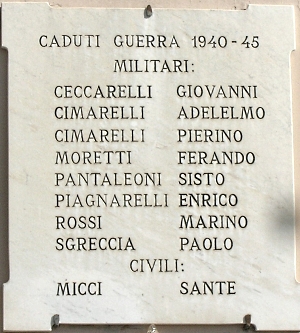 CADUTI GUERRA 1940-45
MILITARI:
CECCARELLI GIOVANNI
CIMARELLI ADELELMO
CIMARELLI PIERINO
MORETTI FERANDO
PANTALEONI SISTO
PIAGNARELLI ENRICO
ROSSI MARINO
SGRECCIA PAOLO
CIVILI:
MICCI SANTE